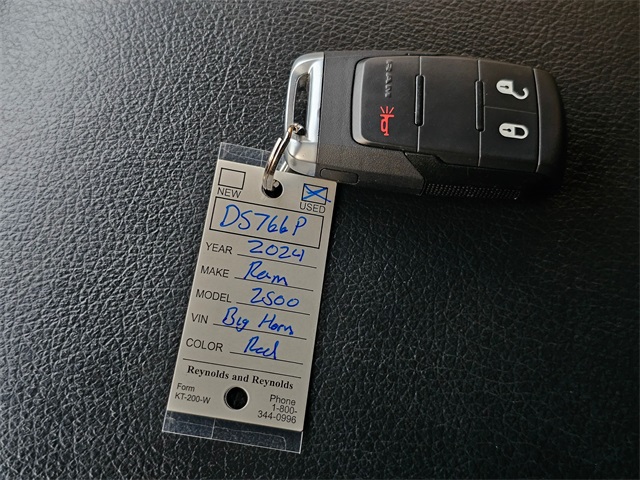 NEW
USED
DS766P
YEAR 2024
MAKE Ram
MODEL 2500
VIN Big Horn
COLOR Red
Reynolds and Reynolds
Form
KT-200-W
Phone
1-800-
344-0996